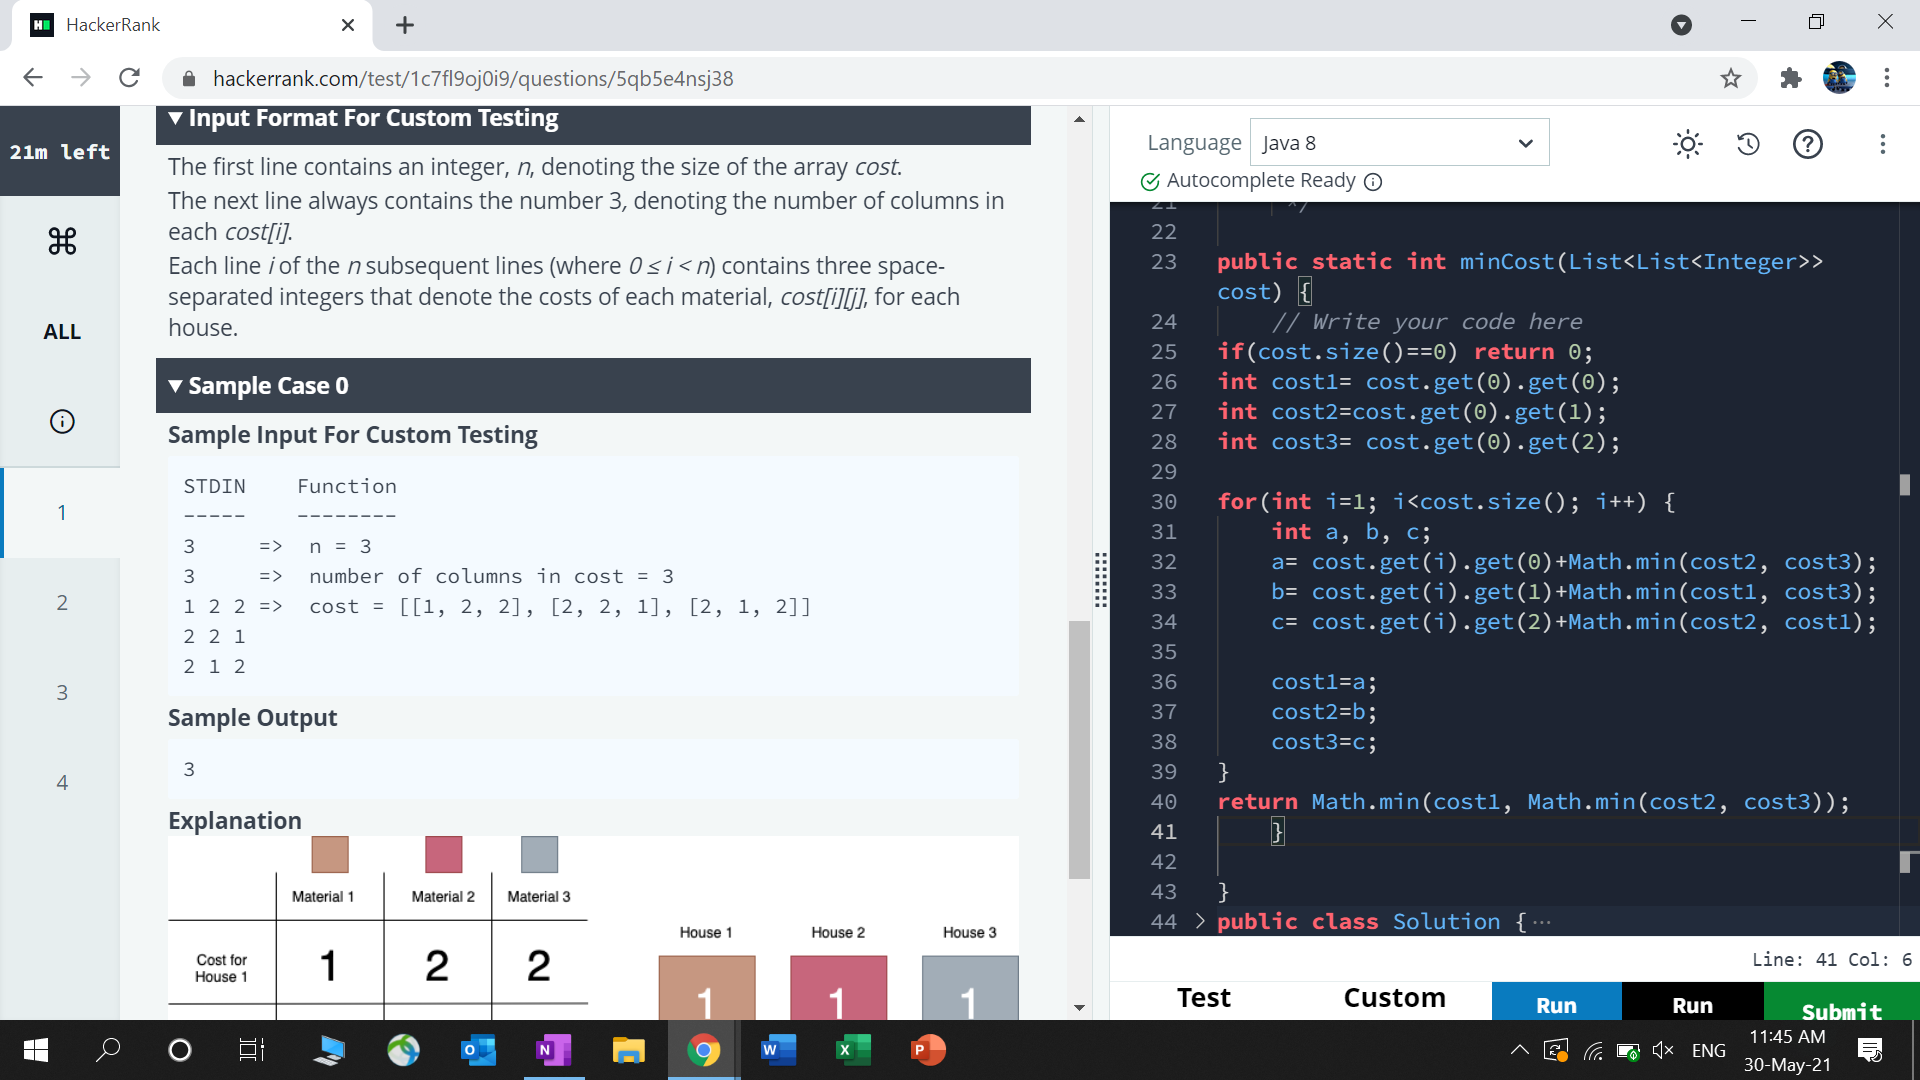 HackerRank
hackerrank.com/test/1c7fl9oj0i9/questions/5qb5e4nsj38
21m left
ALL
1
2
3
4
Input Format For Custom Testing
The first line contains an integer, n, denoting the size of the array cost.
The next line always contains the number 3, denoting the number of columns in
each cost[i].
Each line i of the n subsequent lines (where 0 ≤ i < n) contains three space-
separated integers that denote the costs of each material, cost[i][j], for each
house.
Sample Case 0
Sample Input For Custom Testing
STDIN Function
----- --------
3 => n = 3
3 => number of columns in cost = 3
1 2 2 => cost = [[1, 2, 2], [2, 2, 1], [2, 1, 2]]
2 2 1
2 1 2
Sample Output
3
Explanation
Material 1 Material 2 Material 3
Cost for
House 1
1 2 2
House 1 House 2 House 3
1 1 1
Language Java 8
Autocomplete Ready
21 */
22
23 public static int minCost(List<List<Integer>>
cost) {
24 // Write your code here
25 if(cost.size()==0) return 0;
26 int cost1= cost.get(0).get(0);
27 int cost2=cost.get(0).get(1);
28 int cost3= cost.get(0).get(2);
29
30 for(int i=1; i<cost.size(); i++) {
31 int a, b, c;
32 a= cost.get(i).get(0)+Math.min(cost2, cost3);
33 b= cost.get(i).get(1)+Math.min(cost1, cost3);
34 c= cost.get(i).get(2)+Math.min(cost2, cost1);
35
36 cost1=a;
37 cost2=b;
38 cost3=c;
39 }
40 return Math.min(cost1, Math.min(cost2, cost3));
41 }
42
43 }
44 > public class Solution {···
Line: 41 Col: 6
Test
Custom
Run
Run
Submit
ENG
11:45 AM
30-May-21